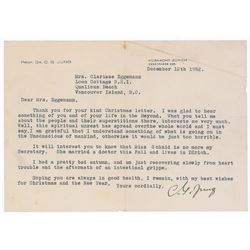 PROF. DR. C. G. JUNG
KÜSNACHT-ZÜRICH
SEESTRASSE 228
December 12th 1952.
Mrs. Clarisse Eggemann,
Loon Cottage R.R.I.
Qualicum Beach
Vancouver Island, B.C.
Dear Mrs. Eggemann,
Thank you for your kind Christmas letter. I was glad to hear
something of you and of your life in the Beyond. What you tell me about
the people and their superstitions there, interests me very much.
Well, this spiritual unrest has spread over the whole world and I must
say, I am grateful that I understand something of what is going on in
the Unconscious of mankind, otherwise it would be just too horrible.
It will interest you to know that Miss Schmid is no more my
Secretary. She married a doctor this Fall and lives in Zürich.
I had a pretty bad autumn, and am just recovering slowly from heart
trouble and the aftermath of an intestinal grippe.
Hoping you are always in good health, I remain, with my best wishes
for Christmas and the New Year,
Yours cordially,
C. G. Jung